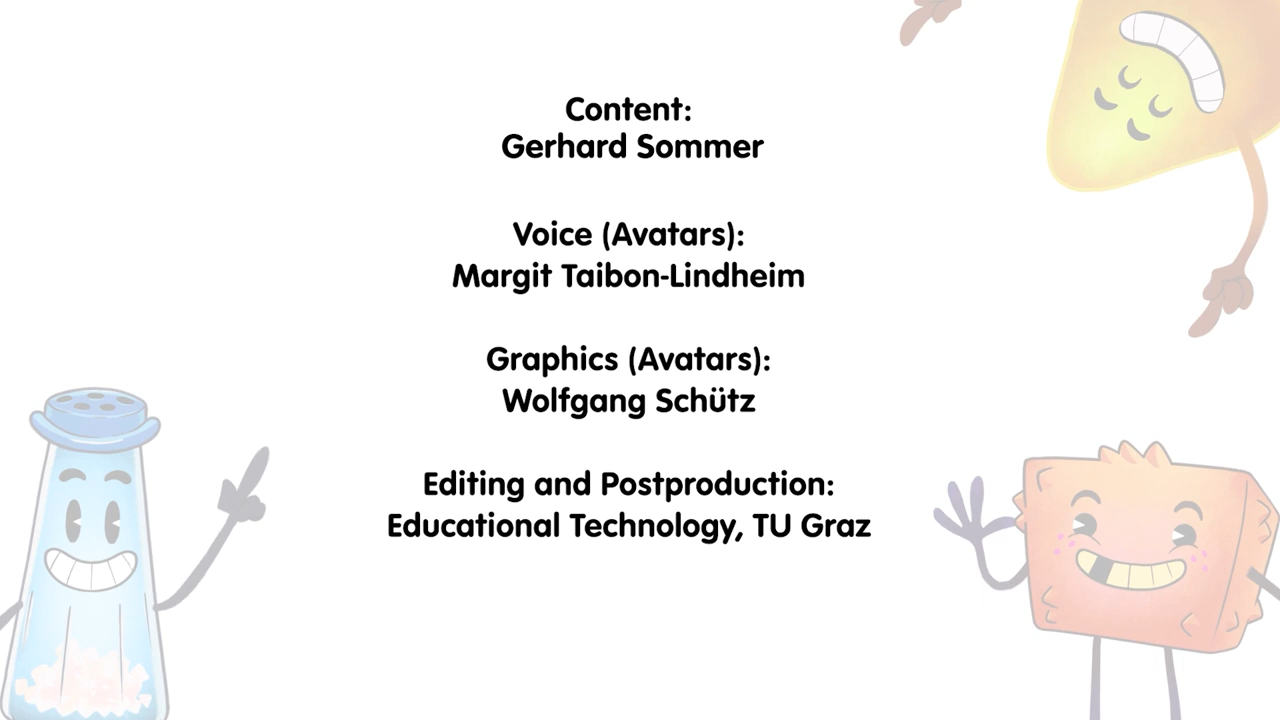 Content:
Gerhard Sommer
Voice (Avatars):
Margit Taibon-Lindheim
Graphics (Avatars):
Wolfgang Schütz
Editing and Postproduction:
Educational Technology, TU Graz